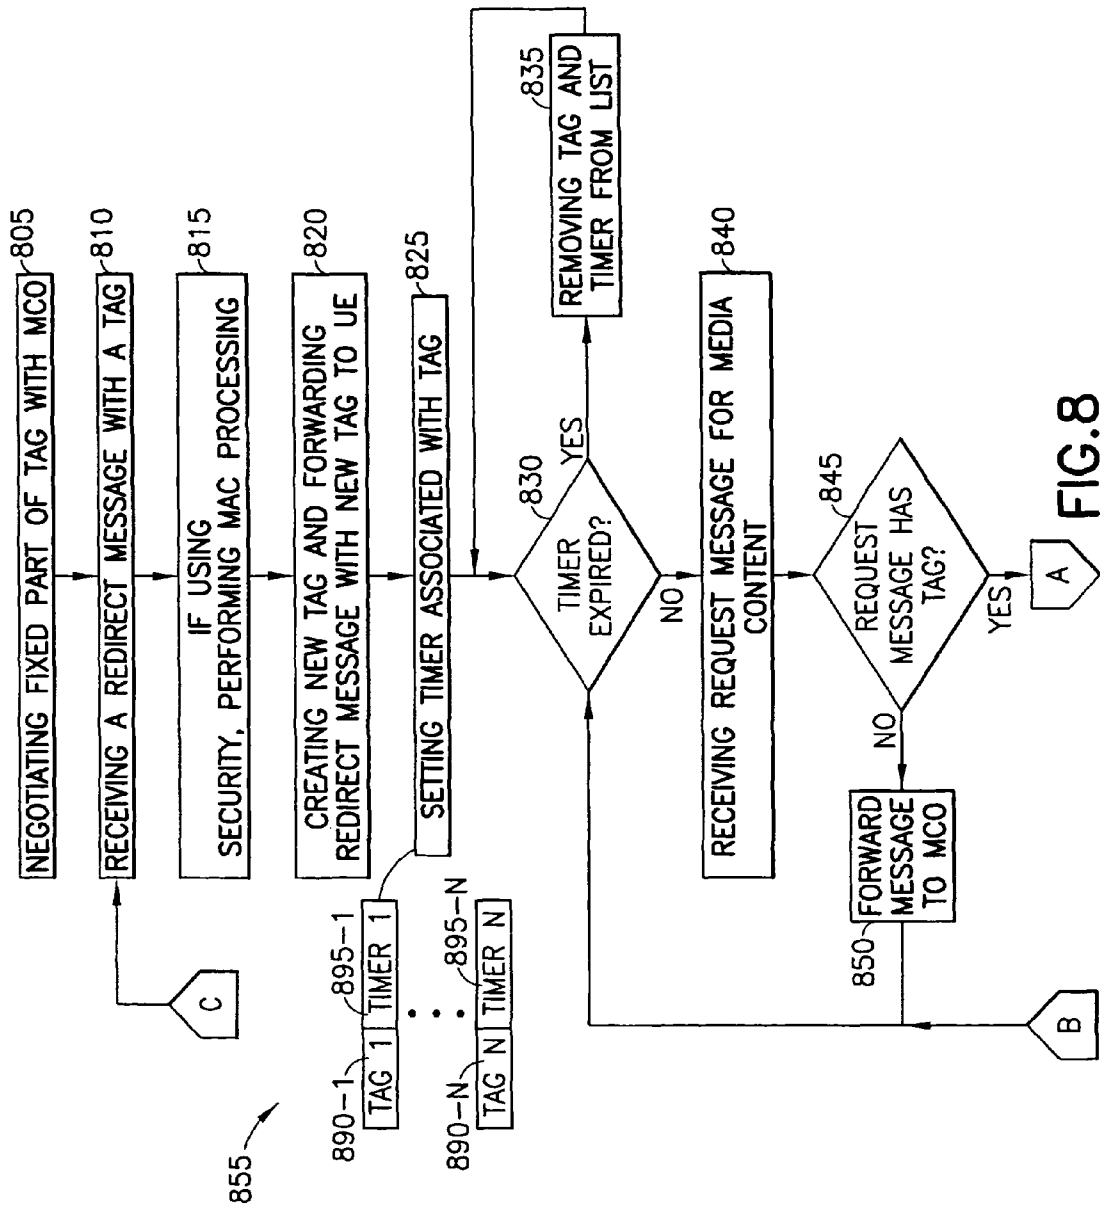 NEGOTIATING FIXED PART OF TAG WITH MCO
805
RECEIVING A REDIRECT MESSAGE WITH A TAG
810
C
IF USING
SECURITY, PERFORMING MAC PROCESSING
815
CREATING NEW TAG AND FORWARDING
REDIRECT MESSAGE WITH NEW TAG TO UE
820
SETTING TIMER ASSOCIATED WITH TAG
825
855
890-1
895-1
TAG 1
TIMER 1
890-N
895-N
TAG N
TIMER N
TIMER
EXPIRED?
830
YES
REMOVING TAG AND
TIMER FROM LIST
835
NO
RECEIVING REQUEST MESSAGE FOR MEDIA
CONTENT
840
REQUEST
MESSAGE HAS
TAG?
845
NO
FORWARD
MESSAGE
TO MCO
850
YES
A
B
FIG.8